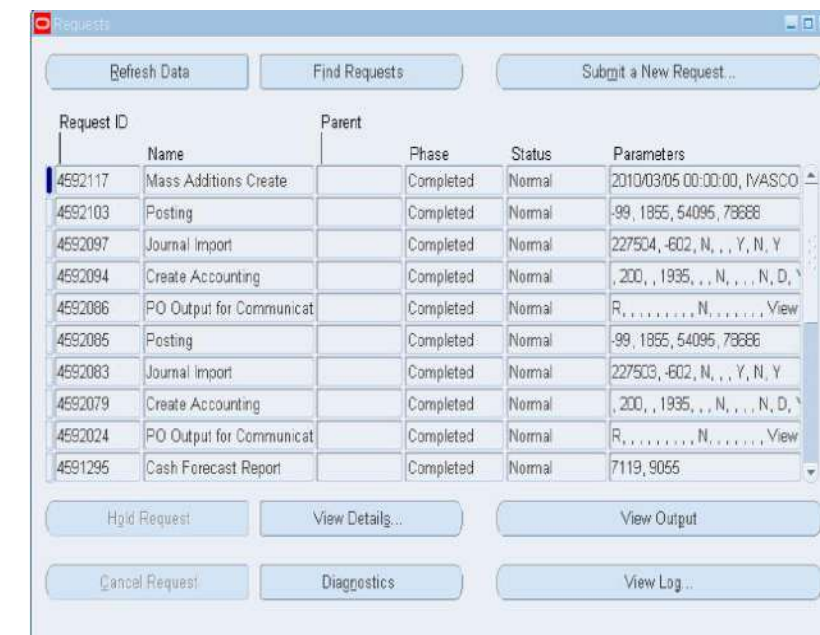 Requests
Refresh Data Find Requests Submit a New Request...
Request ID Parent
Name Phase Status Parameters
4592117 Mass Additions Create Completed Normal 2010/03/05 00:00:00, IVASCO
4592103 Posting Completed Normal -99, 1855, 54095, 78688
4592097 Journal Import Completed Normal 227504, -602, N, , , Y, N, Y
4592094 Create Accounting Completed Normal , 200, , 1935, , , N, , , , N, D, Y
4592086 PO Output for Communicat Completed Normal R, , , , , , , , , N, , , , , , , View
4592085 Posting Completed Normal -99, 1855, 54095, 78686
4592083 Journal Import Completed Normal 227503, -602, N, , , Y, N, Y
4592079 Create Accounting Completed Normal , 200, , 1935, , , N, , , , N, D, Y
4592024 PO Output for Communicat Completed Normal R, , , , , , , , , N, , , , , , , View
4591295 Cash Forecast Report Completed Normal 7119, 9055
Hold Request View Details... View Output
Cancel Request Diagnostics View Log...